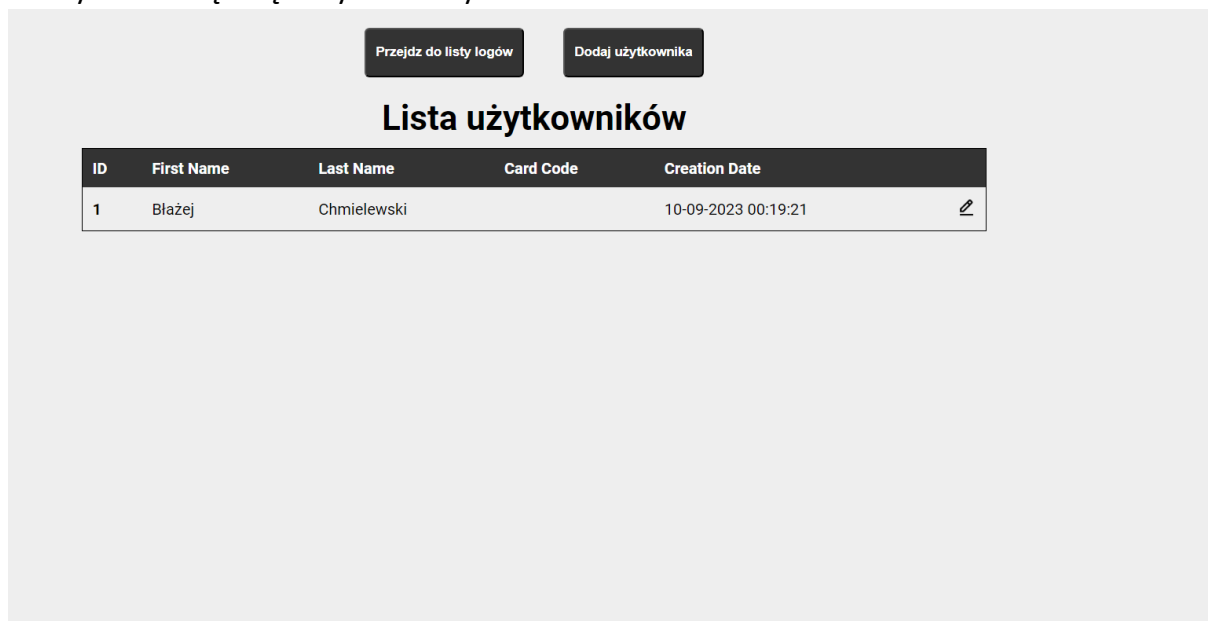 Przejdz do listy logów Dodaj użytkownika
Lista użytkowników
ID First Name Last Name Card Code Creation Date
1 Błażej Chmielewski 10-09-2023 00:19:21